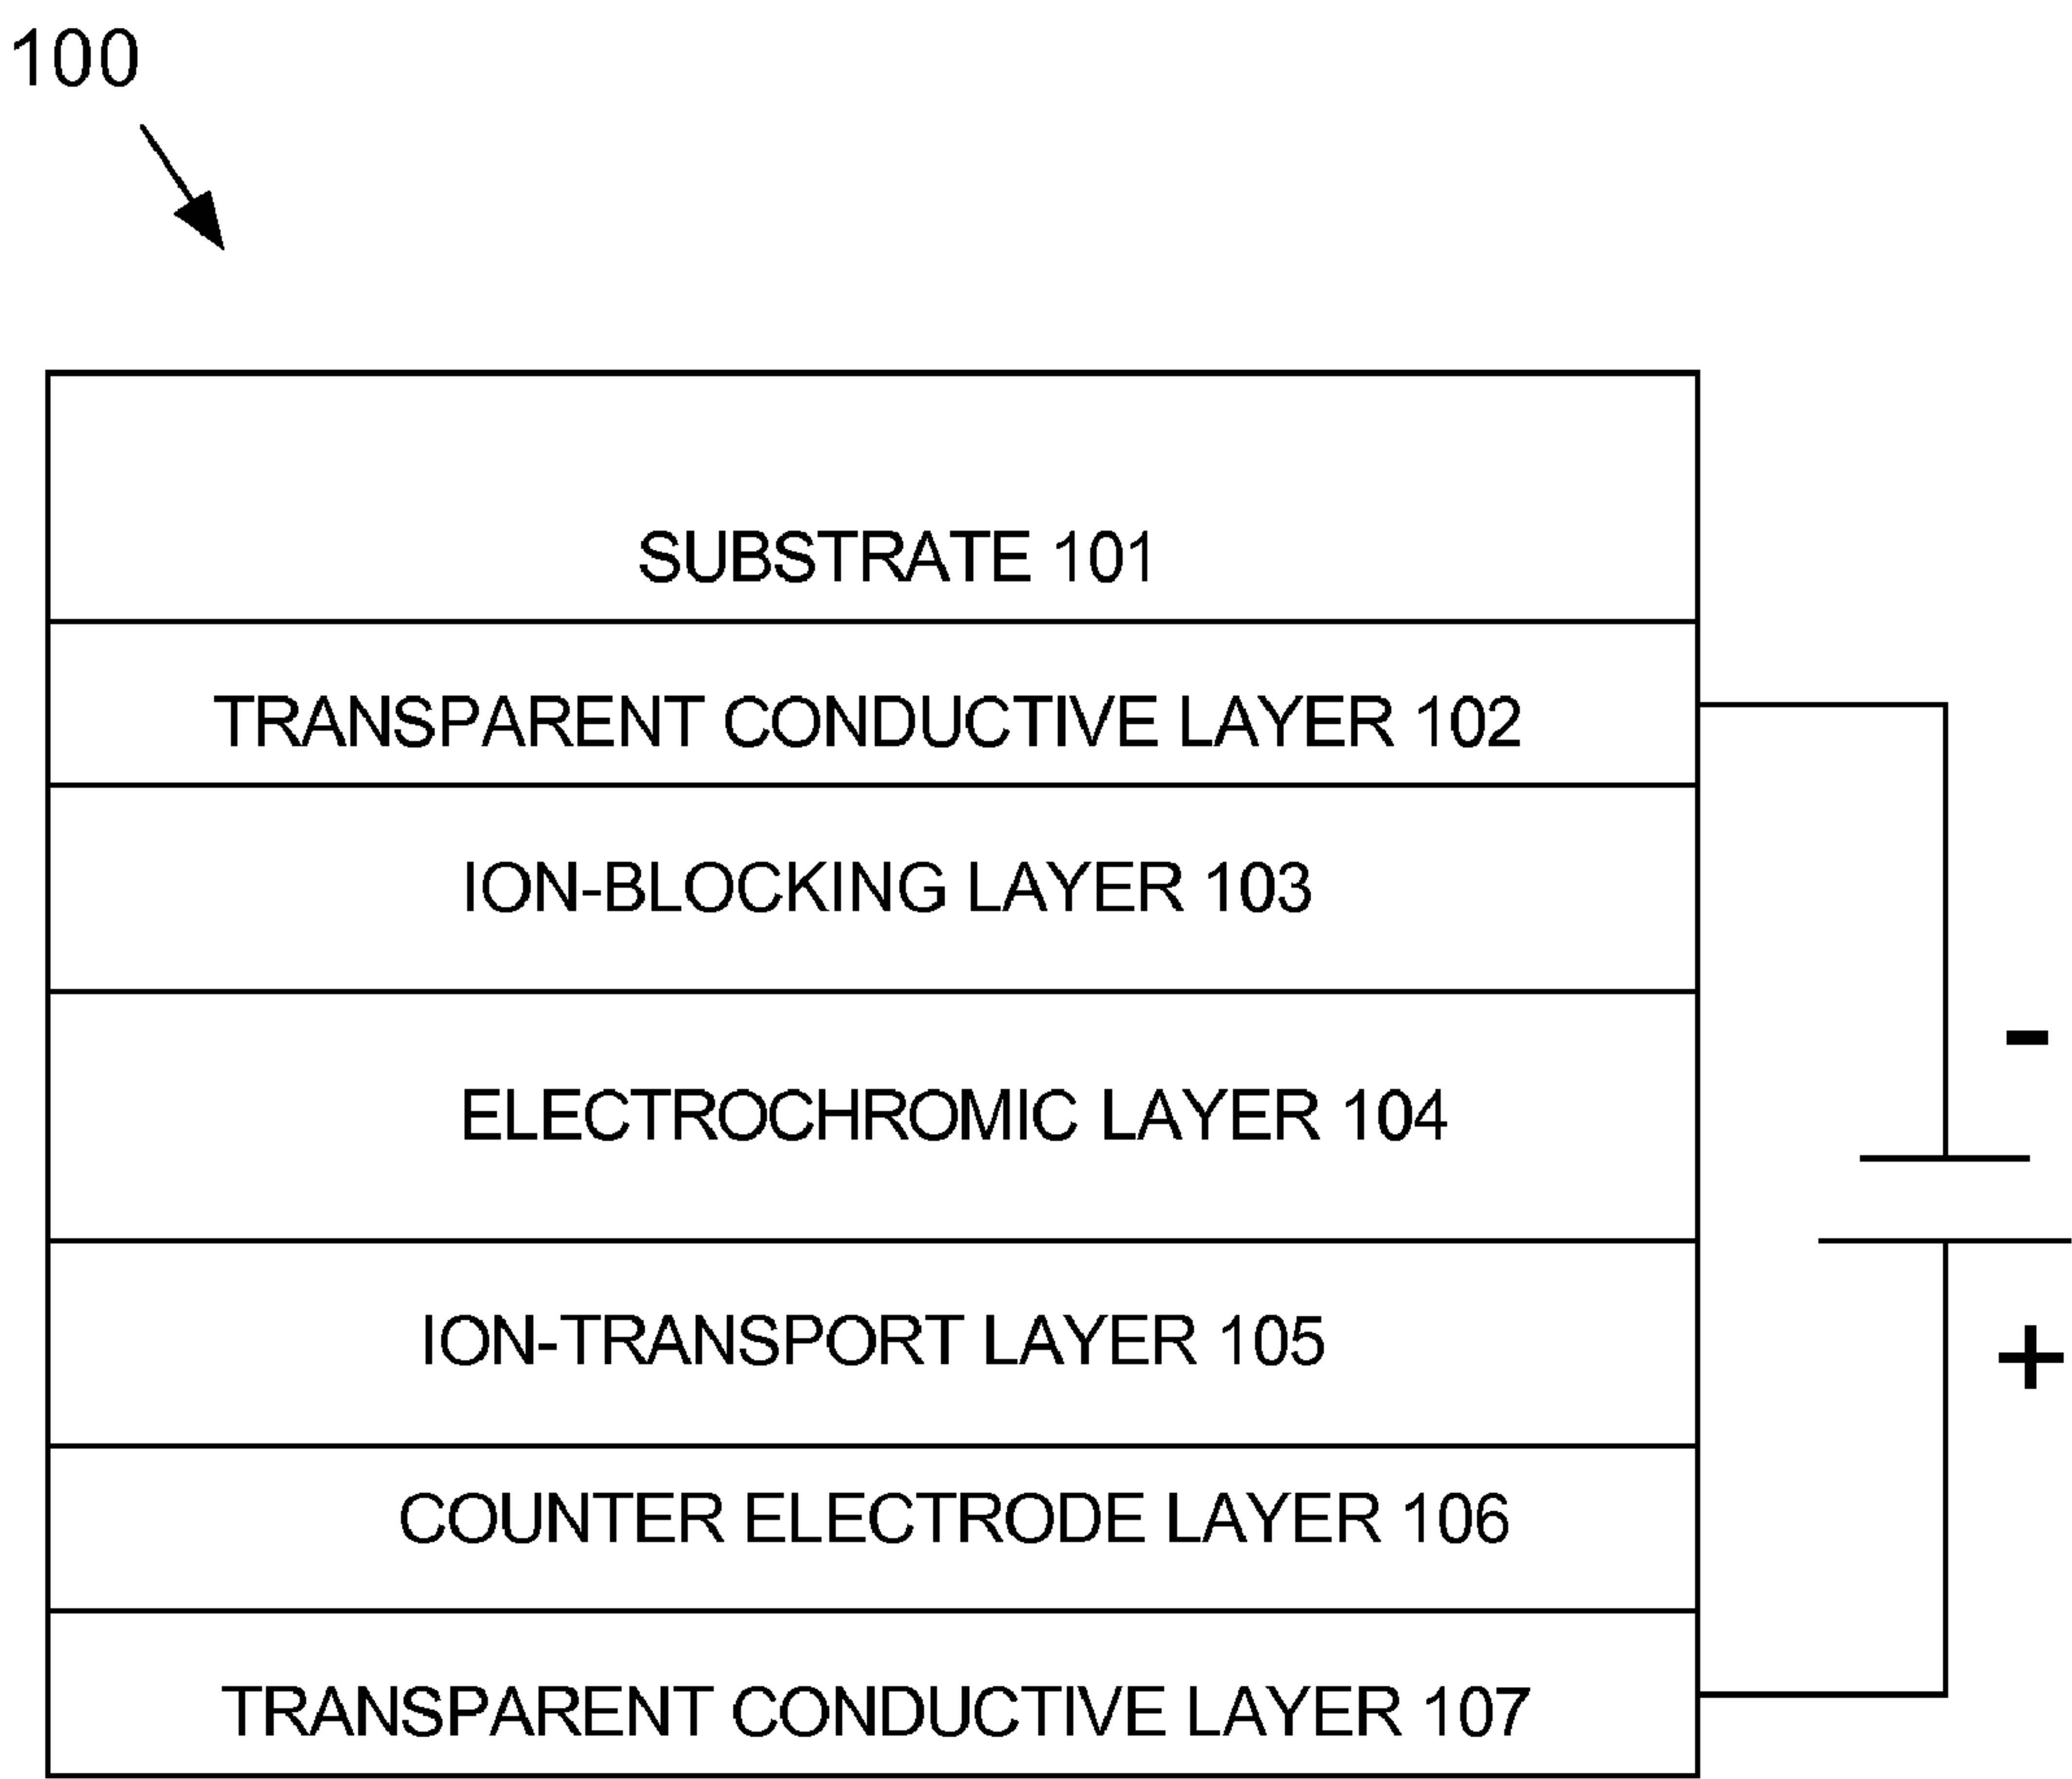 100
SUBSTRATE 101
TRANSPARENT CONDUCTIVE LAYER 102
ION-BLOCKING LAYER 103
-
ELECTROCHROMIC LAYER 104
ION-TRANSPORT LAYER 105
+
COUNTER ELECTRODE LAYER 106
TRANSPARENT CONDUCTIVE LAYER 107